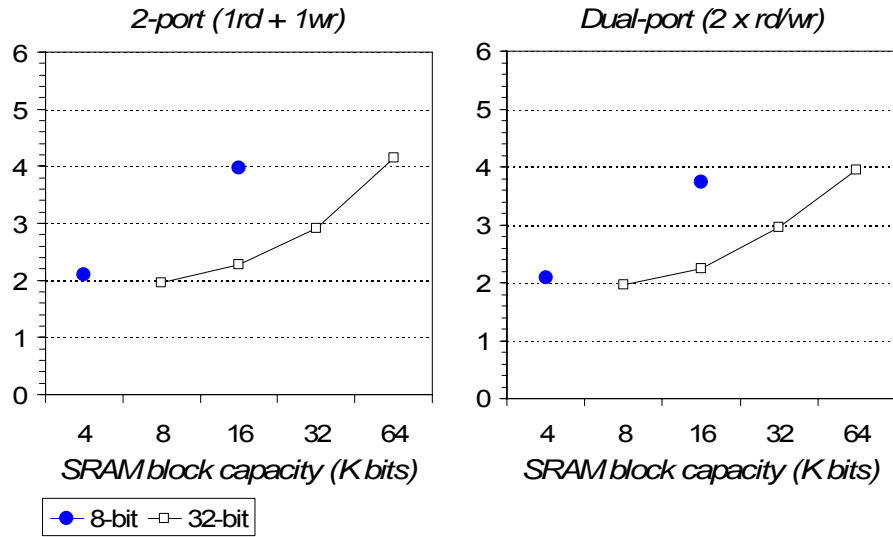 2-port (1rd + 1wr)
6
5
4
3
2
1
0
4 8 16 32 64
SRAM block capacity (K bits)
Dual-port (2 x rd/wr)
6
5
4
3
2
1
0
4 8 16 32 64
SRAM block capacity (K bits)
8-bit 32-bit